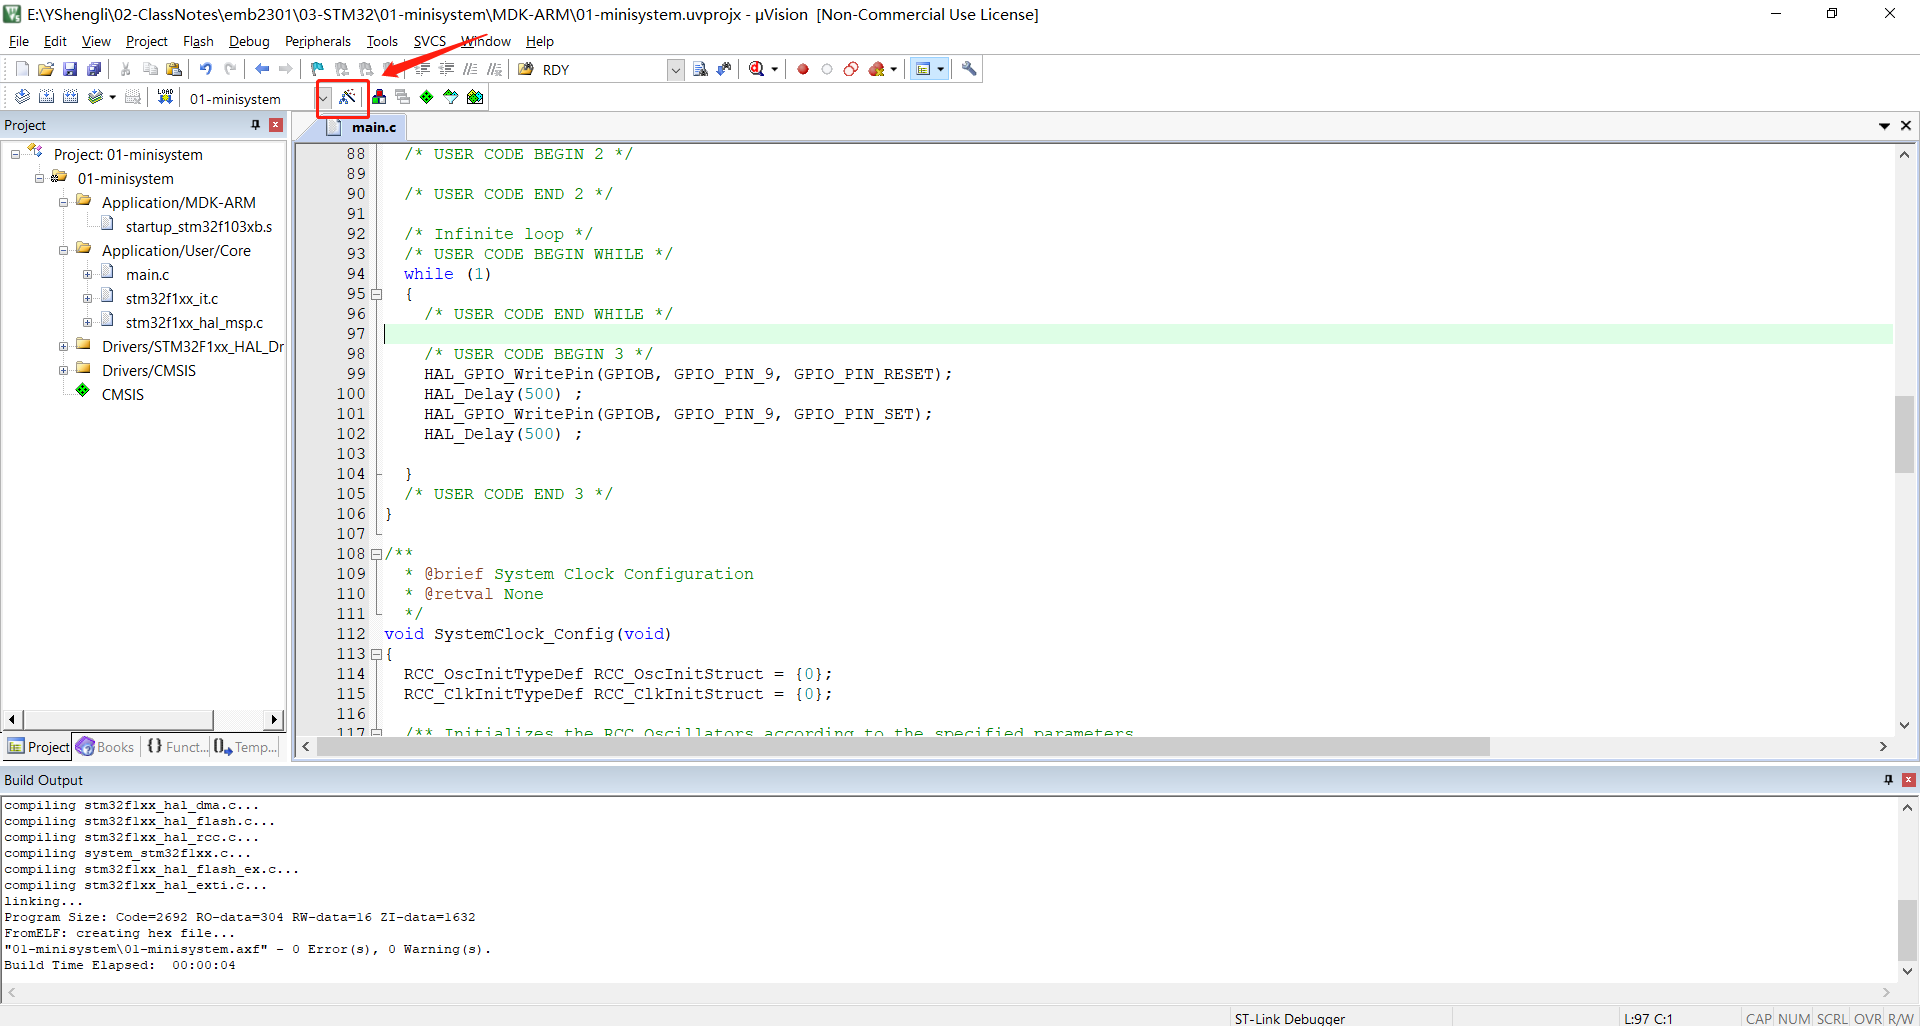 E:\YShengli\02-ClassNotes\emb2301\03-STM32\01-minisystem\MDK-ARM\01-minisystem.uvprojx - µVision  [Non-Commercial Use License]
File Edit View Project Flash Debug Peripherals Tools SVCS Window Help
RDY
LOAD 01-minisystem
Project
main.c
Project: 01-minisystem
01-minisystem
Application/MDK-ARM
startup_stm32f103xb.s
Application/User/Core
main.c
stm32f1xx_it.c
stm32f1xx_hal_msp.c
Drivers/STM32F1xx_HAL_Dr
Drivers/CMSIS
CMSIS
Project Books {} Funct... Temp...
88 /* USER CODE BEGIN 2 */
89
90 /* USER CODE END 2 */
91
92 /* Infinite loop */
93 /* USER CODE BEGIN WHILE */
94 while (1)
95 {
96 /* USER CODE END WHILE */
97
98 /* USER CODE BEGIN 3 */
99 HAL_GPIO_WritePin(GPIOB, GPIO_PIN_9, GPIO_PIN_RESET);
100 HAL_Delay(500) ;
101 HAL_GPIO_WritePin(GPIOB, GPIO_PIN_9, GPIO_PIN_SET);
102 HAL_Delay(500) ;
103
104 }
105 /* USER CODE END 3 */
106 }
107
108 /**
109 * @brief System Clock Configuration
110 * @retval None
111 */
112 void SystemClock_Config(void)
113 {
114 RCC_OscInitTypeDef RCC_OscInitStruct = {0};
115 RCC_ClkInitTypeDef RCC_ClkInitStruct = {0};
116
117 /** Initializes the RCC Oscillators according to the specified parameters
Build Output
compiling stm32f1xx_hal_dma.c...
compiling stm32f1xx_hal_flash.c...
compiling stm32f1xx_hal_rcc.c...
compiling system_stm32f1xx.c...
compiling stm32f1xx_hal_flash_ex.c...
compiling stm32f1xx_hal_exti.c...
linking...
Program Size: Code=2692 RO-data=304 RW-data=16 ZI-data=1632
FromELF: creating hex file...
"01-minisystem\01-minisystem.axf" - 0 Error(s), 0 Warning(s).
Build Time Elapsed:  00:00:04
ST-Link Debugger L:97 C:1 CAP NUM SCRL OVR R/W